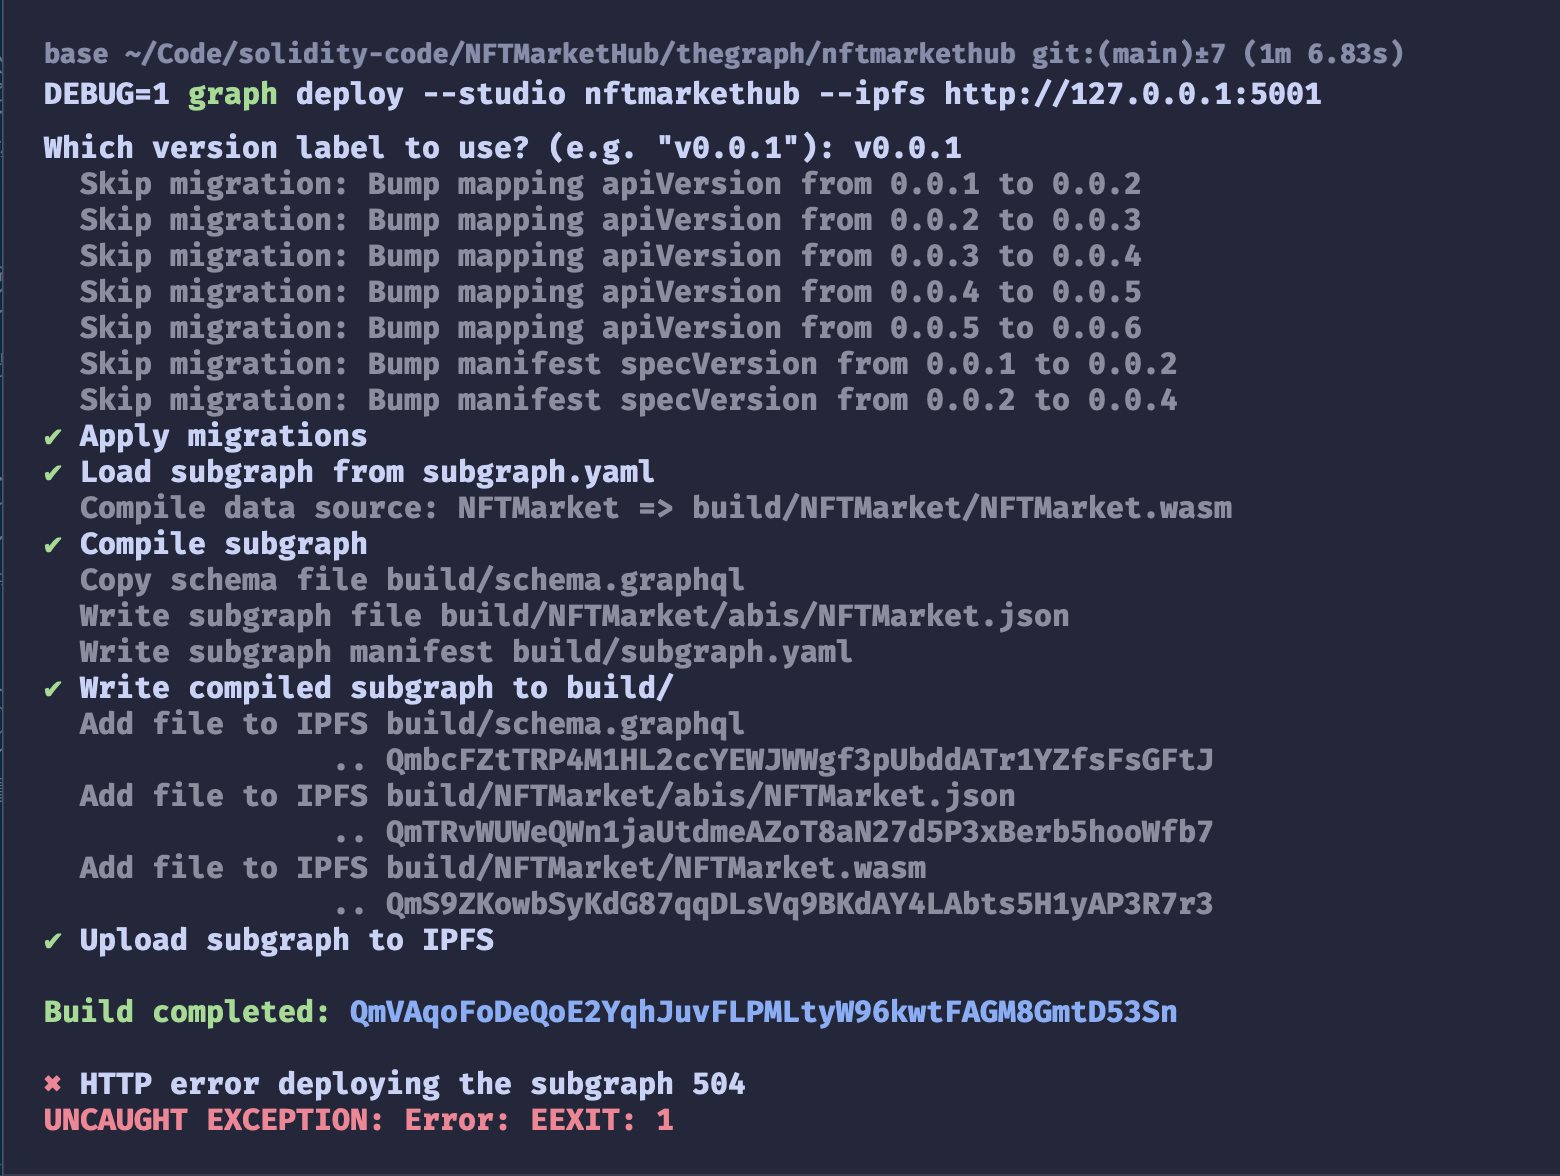 base ~/Code/solidity-code/NFTMarketHub/thegraph/nftmarkethub git:(main)±7 (1m 6.83s)
DEBUG=1 graph deploy --studio nftmarkethub --ipfs http://127.0.0.1:5001
Which version label to use? (e.g. "v0.0.1"): v0.0.1
Skip migration: Bump mapping apiVersion from 0.0.1 to 0.0.2
Skip migration: Bump mapping apiVersion from 0.0.2 to 0.0.3
Skip migration: Bump mapping apiVersion from 0.0.3 to 0.0.4
Skip migration: Bump mapping apiVersion from 0.0.4 to 0.0.5
Skip migration: Bump mapping apiVersion from 0.0.5 to 0.0.6
Skip migration: Bump manifest specVersion from 0.0.1 to 0.0.2
Skip migration: Bump manifest specVersion from 0.0.2 to 0.0.4
✔ Apply migrations
✔ Load subgraph from subgraph.yaml
Compile data source: NFTMarket => build/NFTMarket/NFTMarket.wasm
✔ Compile subgraph
Copy schema file build/schema.graphql
Write subgraph file build/NFTMarket/abis/NFTMarket.json
Write subgraph manifest build/subgraph.yaml
✔ Write compiled subgraph to build/
Add file to IPFS build/schema.graphql
.. QmbcFZtTRP4M1HL2ccYEWJWWgf3pUbddATr1YZfsFsGFtJ
Add file to IPFS build/NFTMarket/abis/NFTMarket.json
.. QmTRvWUWeQWn1jaUtdmeAZoT8aN27d5P3xBerb5hooWfb7
Add file to IPFS build/NFTMarket/NFTMarket.wasm
.. QmS9ZKowbSyKdG87qqDLsVq9BKdAY4LAbts5H1yAP3R7r3
✔ Upload subgraph to IPFS
Build completed: QmVAqoFoDeQoE2YqhJuvFLPMLtyW96kwtFAGM8GmtD53Sn
✖ HTTP error deploying the subgraph 504
UNCAUGHT EXCEPTION: Error: EEXIT: 1